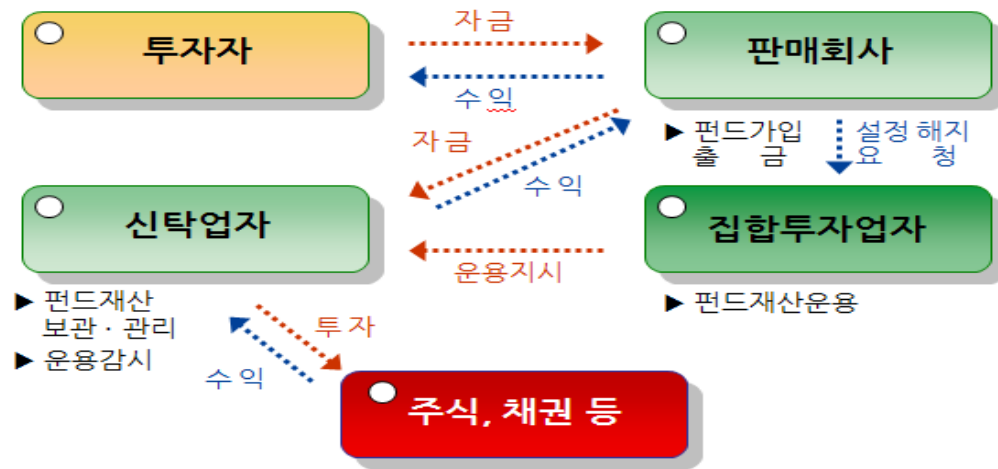 투자자
자 금
수 익
판매회사
▶ 펀드가입
출 금
설정 해지
요 청
자 금
수 익
신탁업자
운용지시
집합투자업자
▶ 펀드재산
보관 · 관리
▶ 운용감시
▶ 펀드재산운용
투 자
수 익
주식, 채권 등